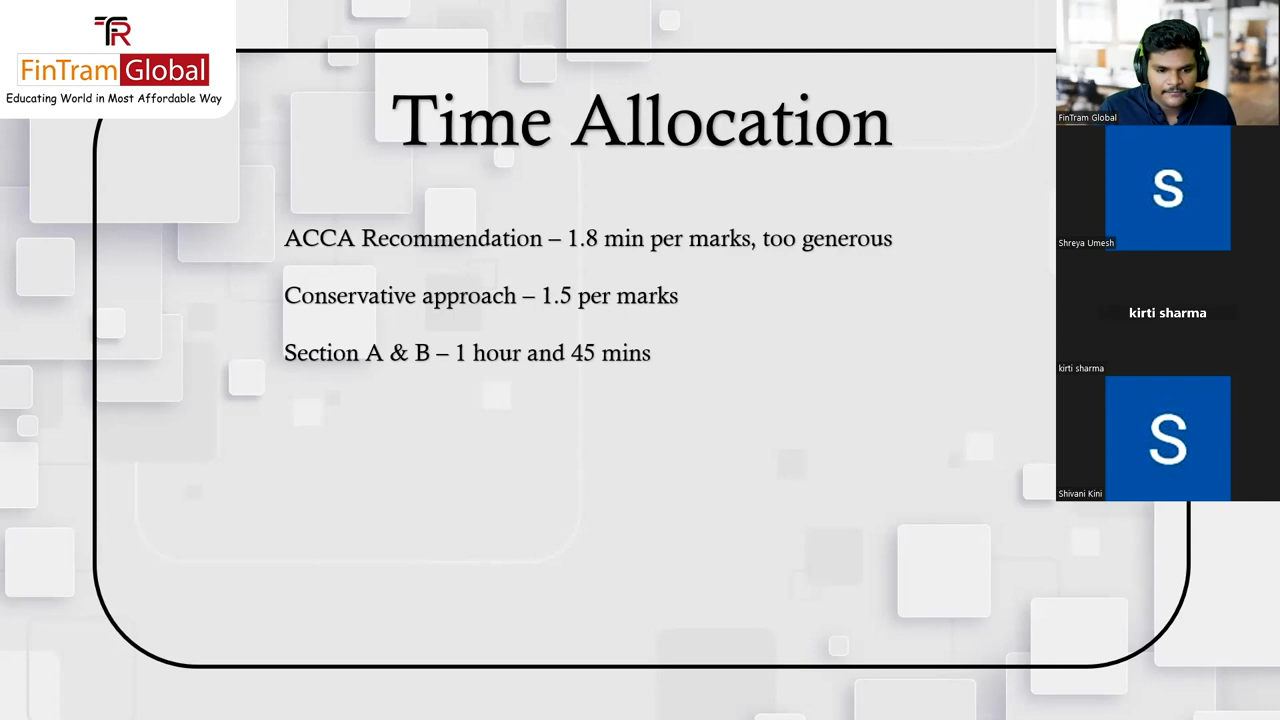 TR
FinTram Global
Educating World in Most Affordable Way
Time Allocation
ACCA Recommendation – 1.8 min per marks, too generous
Conservative approach – 1.5 per marks
Section A & B – 1 hour and 45 mins
FinTram Global
S
Shreya Umesh
kirti sharma
kirti sharma
S
Shivani Kini